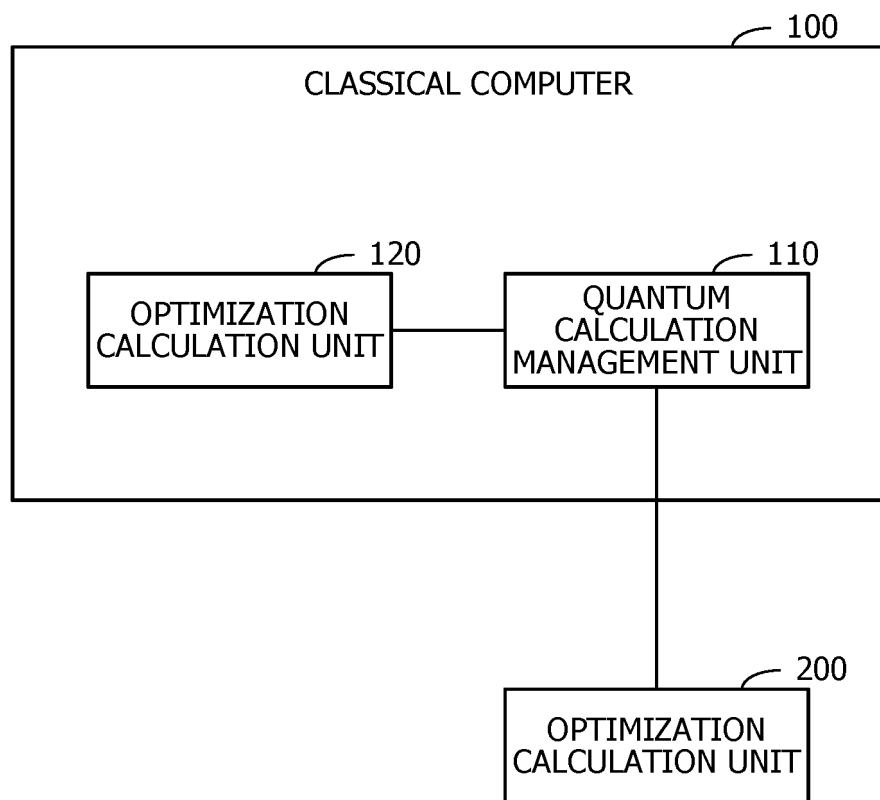 100
CLASSICAL COMPUTER
120
OPTIMIZATION
CALCULATION UNIT
110
QUANTUM
CALCULATION
MANAGEMENT UNIT
200
OPTIMIZATION
CALCULATION UNIT